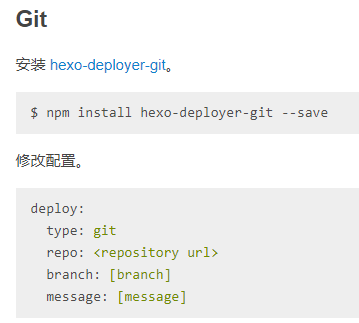 Git
安装 hexo-deployer-git。
$ npm install hexo-deployer-git --save
修改配置。
deploy:
  type: git
  repo: <repository url>
  branch: [branch]
  message: [message]